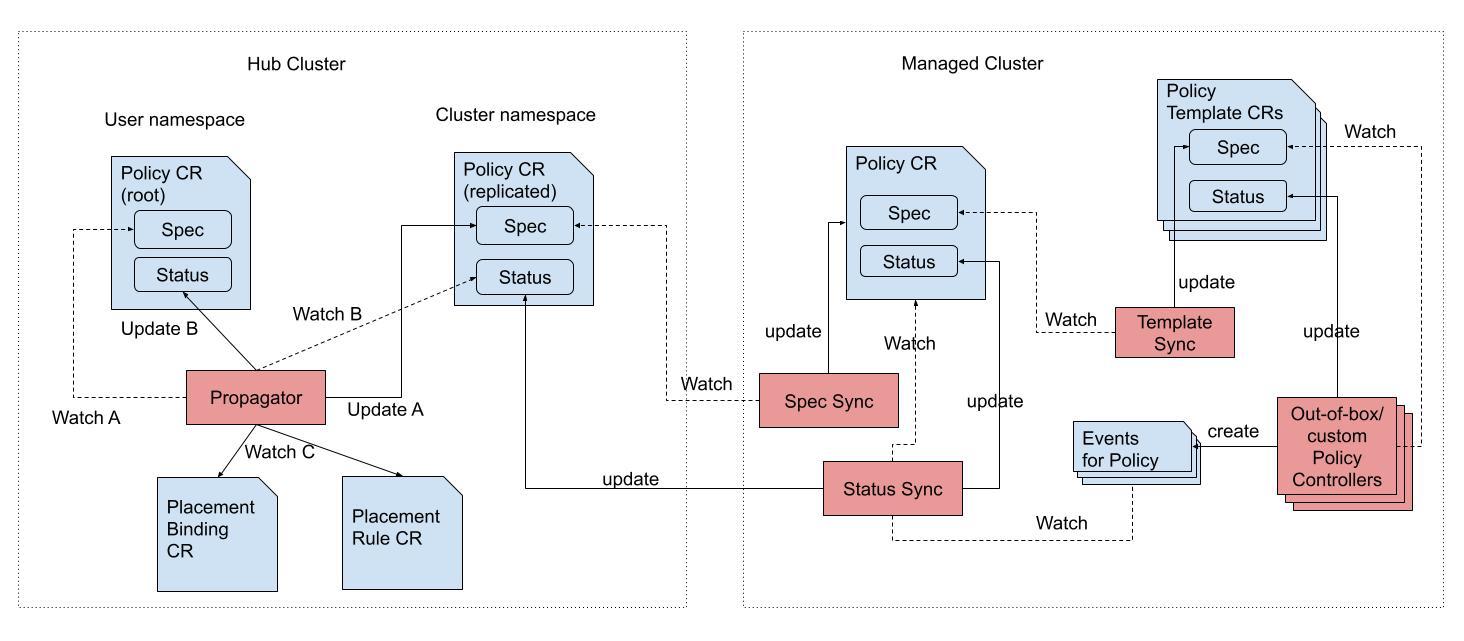 Hub Cluster
User namespace
Cluster namespace
Policy CR
(root)
Spec
Status
Policy CR
(replicated)
Spec
Status
Watch B
Update B
Propagator
Watch A
Update A
Watch C
Placement
Binding
CR
Placement
Rule CR
update
Watch
Managed Cluster
Policy CR
Spec
Status
update
Watch
Spec Sync
update
Status Sync
Watch
Policy
Template CRs
Spec
Status
Watch
update
Watch
Template
Sync
update
Events
for Policy
create
Out-of-box/
custom
Policy
Controllers